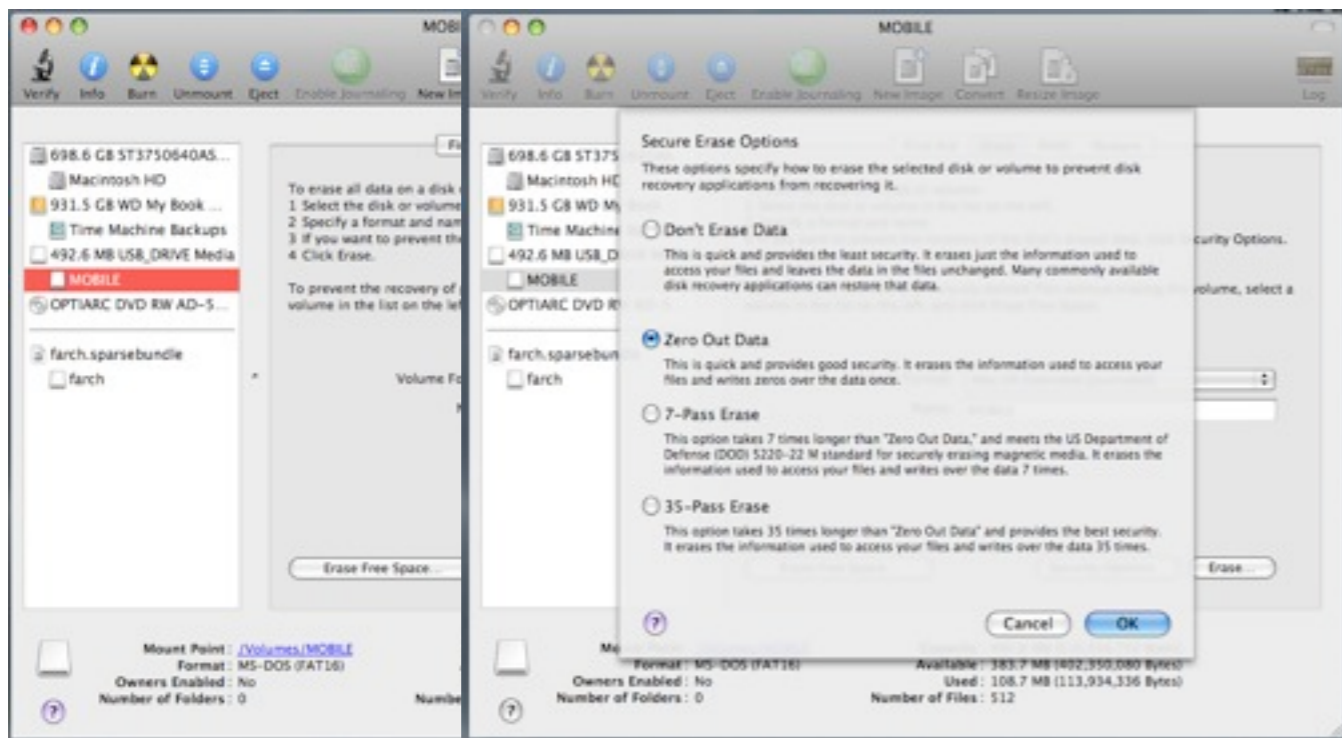 MOBI
Verify Info Burn Unmount Eject Enable Journaling New Im
698.6 GB ST3750640AS...
Macintosh HD
931.5 GB WD My Book ...
Time Machine Backups
492.6 MB USB_DRIVE Media
MOBILE
OPTIARC DVD RW AD-5...
farch.sparsebundle
farch
Fi
To erase all data on a disk
1 Select the disk or volume
2 Specify a format and nam
3 If you want to prevent the
4 Click Erase.
To prevent the recovery of
volume in the list on the lef
Volume Fo
Erase Free Space...
Mount Point : /Volumes/MOBILE
Format : MS-DOS (FAT16)
Owners Enabled : No
Number of Folders : 0
Numbe
MOBILE
Verify Info Burn Unmount Eject Enable Journaling New Image Convert Resize Image Log
698.6 GB ST375
Macintosh HD
931.5 GB WD My
Time Machine
492.6 MB USB_D
MOBILE
OPTIARC DVD R
farch.sparsebun
farch
Secure Erase Options
These options specify how to erase the selected disk or volume to prevent disk
recovery applications from recovering it.
Don't Erase Data
This is quick and provides the least security. It erases just the information used to
access your files and leaves the data in the files unchanged. Many commonly available
disk recovery applications can restore that data.
Zero Out Data
This is quick and provides good security. It erases the information used to access your
files and writes zeros over the data once.
7-Pass Erase
This option takes 7 times longer than "Zero Out Data," and meets the US Department of
Defense (DOD) 5220-22 M standard for securely erasing magnetic media. It erases the
information used to access your files and writes over the data 7 times.
35-Pass Erase
This option takes 35 times longer than "Zero Out Data" and provides the best security.
It erases the information used to access your files and writes over the data 35 times.
Cancel OK
curity Options.
volume, select a
Erase...
Mo
Format : MS-DOS (FAT16)
Owners Enabled : No
Number of Folders : 0
Available : 383.7 MB (402,350,080 Bytes)
Used : 108.7 MB (113,934,336 Bytes)
Number of Files : 512